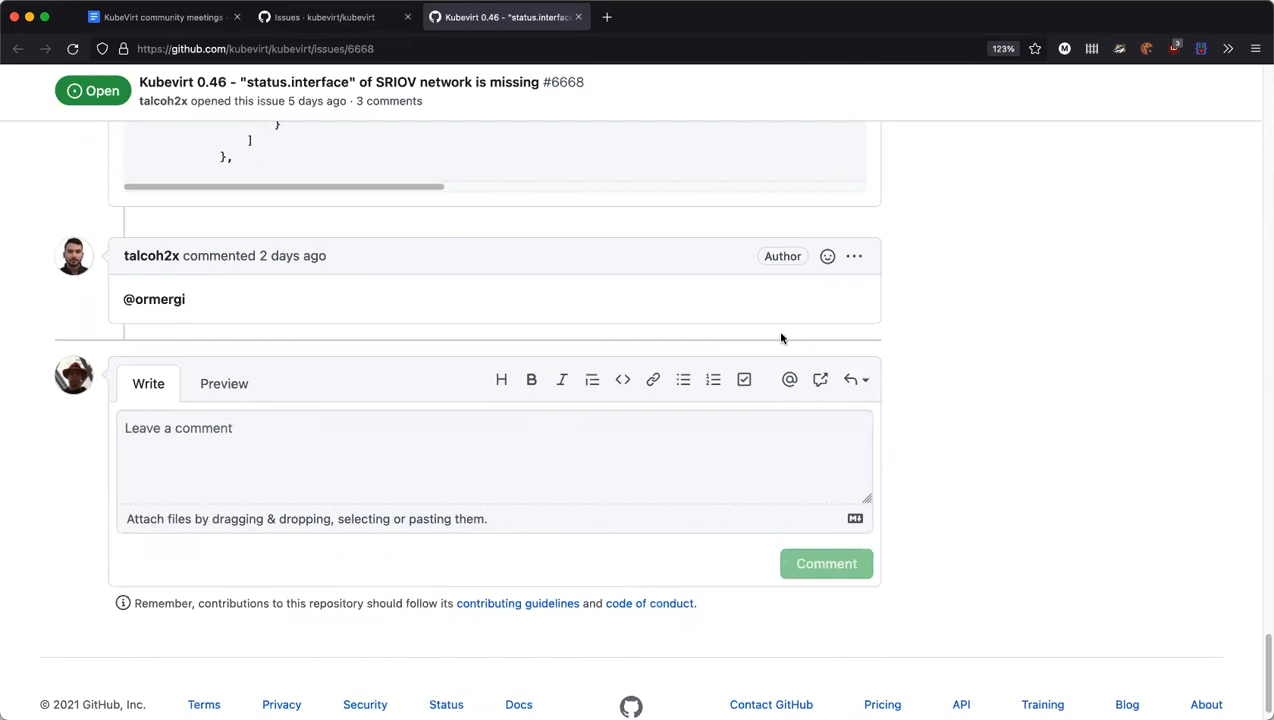 KubeVirt community meetings
Issues · kubevirt/kubevirt
Kubevirt 0.46 - "status.interfac
https://github.com/kubevirt/kubevirt/issues/6668
123%
M
3
Open
Kubevirt 0.46 - "status.interface" of SRIOV network is missing #6668
talcoh2x opened this issue 5 days ago · 3 comments
}
]
},
talcoh2x commented 2 days ago
Author
@ormergi
Write
Preview
Leave a comment
Attach files by dragging & dropping, selecting or pasting them.
Comment
Remember, contributions to this repository should follow its contributing guidelines and code of conduct.
© 2021 GitHub, Inc.
Terms
Privacy
Security
Status
Docs
Contact GitHub
Pricing
API
Training
Blog
About